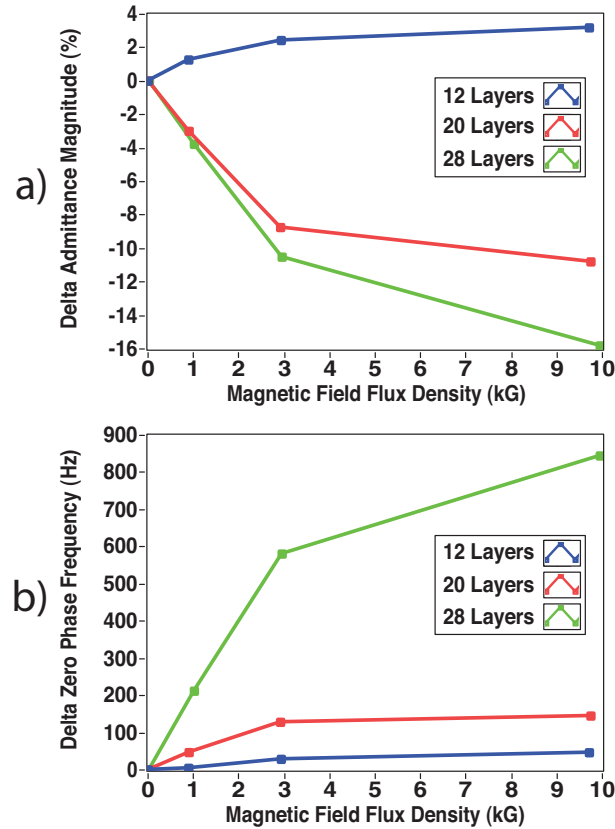 a)
Delta Admittance Magnitude (%)
4
2
0
-2
-4
-6
-8
-10
-12
-14
-16
12 Layers
20 Layers
28 Layers
0 1 2 3 4 5 6 7 8 9 10
Magnetic Field Flux Density (kG)
b)
Delta Zero Phase Frequency (Hz)
900
800
700
600
500
400
300
200
100
0
12 Layers
20 Layers
28 Layers
0 1 2 3 4 5 6 7 8 9 10
Magnetic Field Flux Density (kG)